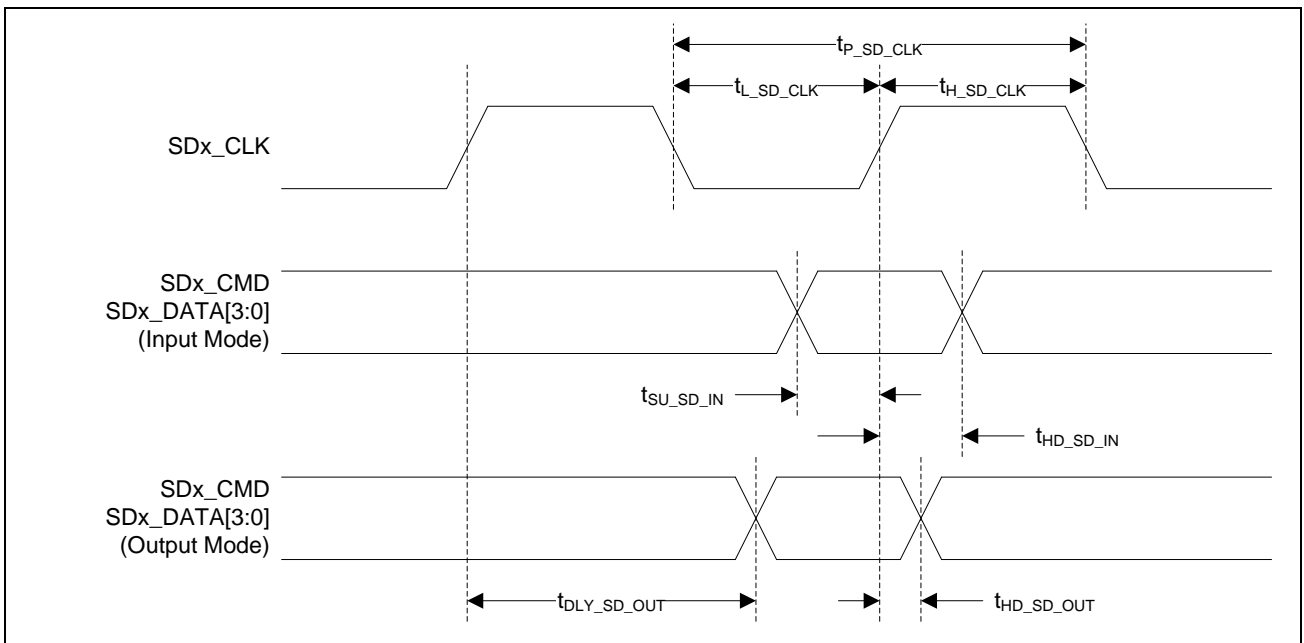 tP_SD_CLK
tL_SD_CLK
tH_SD_CLK
SDx_CLK
SDx_CMD
SDx_DATA[3:0]
(Input Mode)
tSU_SD_IN
tHD_SD_IN
SDx_CMD
SDx_DATA[3:0]
(Output Mode)
tDLY_SD_OUT
tHD_SD_OUT